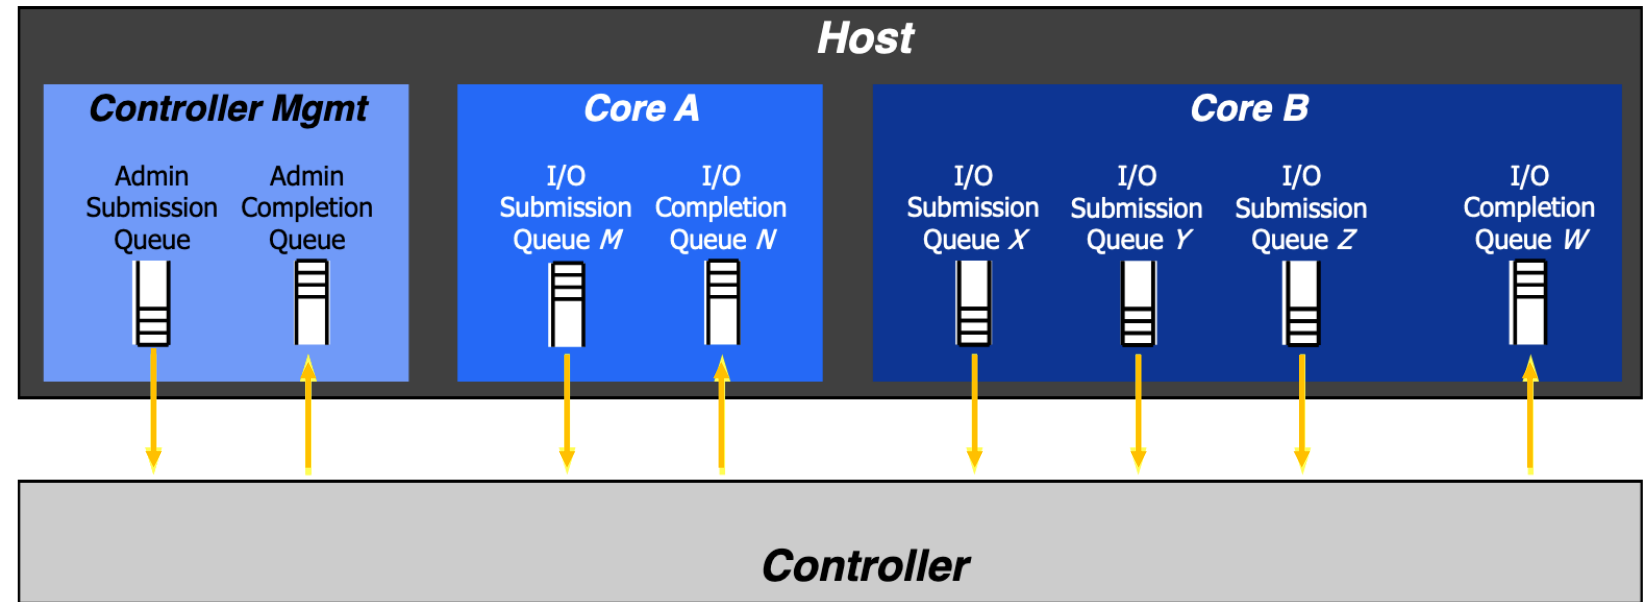 Host
Controller Mgmt
Admin
Submission
Queue
Admin
Completion
Queue
Core A
I/O
Submission
Queue M
I/O
Completion
Queue N
Core B
I/O
Submission
Queue X
I/O
Submission
Queue Y
I/O
Submission
Queue Z
I/O
Completion
Queue W
Controller